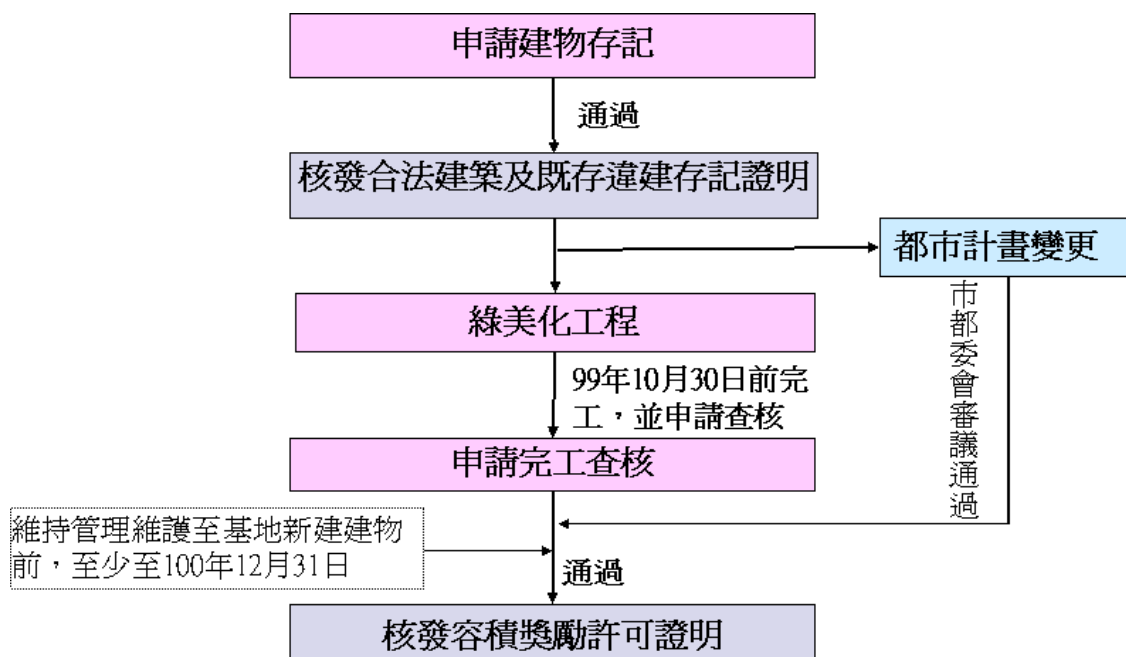 申請建物存記
通過
核發合法建築及既存違建存記證明
都市計畫變更
市都委會審議通過
綠美化工程
99年10月30日前完
工，並申請查核
申請完工查核
維持管理維護至基地新建建物
前，至少至100年12月31日
通過
核發容積獎勵許可證明